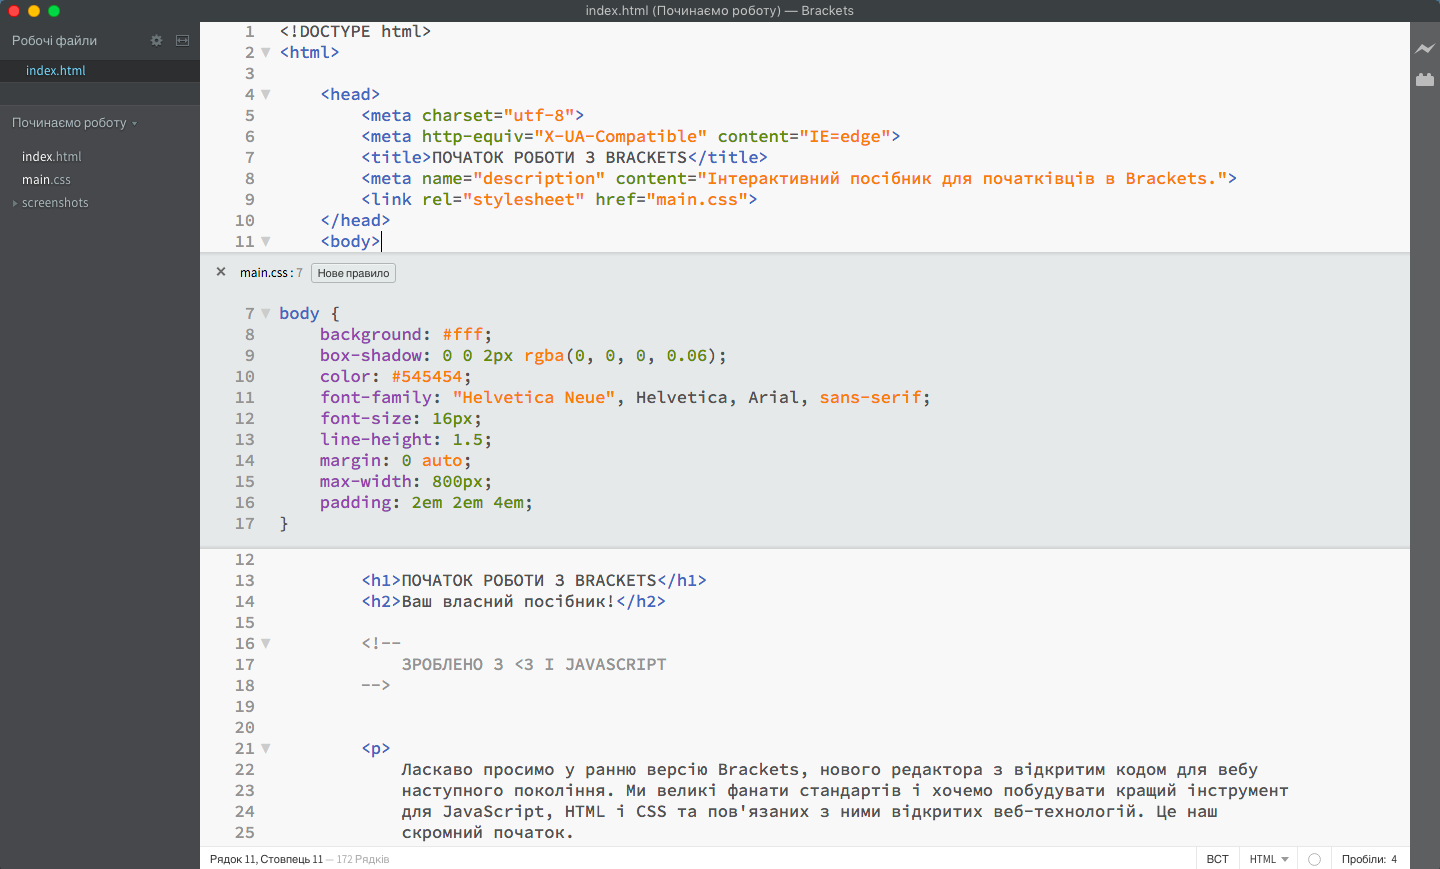 index.html (Починаємо роботу) — Brackets
Робочі файли
index.html
Починаємо роботу
index.html
main.css
screenshots
1 <!DOCTYPE html>
2 <html>
3
4 <head>
5 <meta charset="utf-8">
6 <meta http-equiv="X-UA-Compatible" content="IE=edge">
7 <title>ПОЧАТОК РОБОТИ З BRACKETS</title>
8 <meta name="description" content="Інтерактивний посібник для початківців в Brackets.">
9 <link rel="stylesheet" href="main.css">
10 </head>
11 <body>
× main.css : 7 Нове правило
7 body {
8 background: #fff;
9 box-shadow: 0 0 2px rgba(0, 0, 0, 0.06);
10 color: #545454;
11 font-family: "Helvetica Neue", Helvetica, Arial, sans-serif;
12 font-size: 16px;
13 line-height: 1.5;
14 margin: 0 auto;
15 max-width: 800px;
16 padding: 2em 2em 4em;
17 }
12
13 <h1>ПОЧАТОК РОБОТИ З BRACKETS</h1>
14 <h2>Ваш власний посібник!</h2>
15
16 <!--
17 ЗРОБЛЕНО З <3 І JAVASCRIPT
18 -->
19
20
21 <p>
22 Ласкаво просимо у ранню версію Brackets, нового редактора з відкритим кодом для вебу
23 наступного покоління. Ми великі фанати стандартів і хочемо побудувати кращий інструмент
24 для JavaScript, HTML і CSS та пов'язаних з ними відкритих веб-технологій. Це наш
25 скромний початок.
Рядок 11, Стовпець 11 — 172 Рядків
ВСТ HTML Пробіли: 4